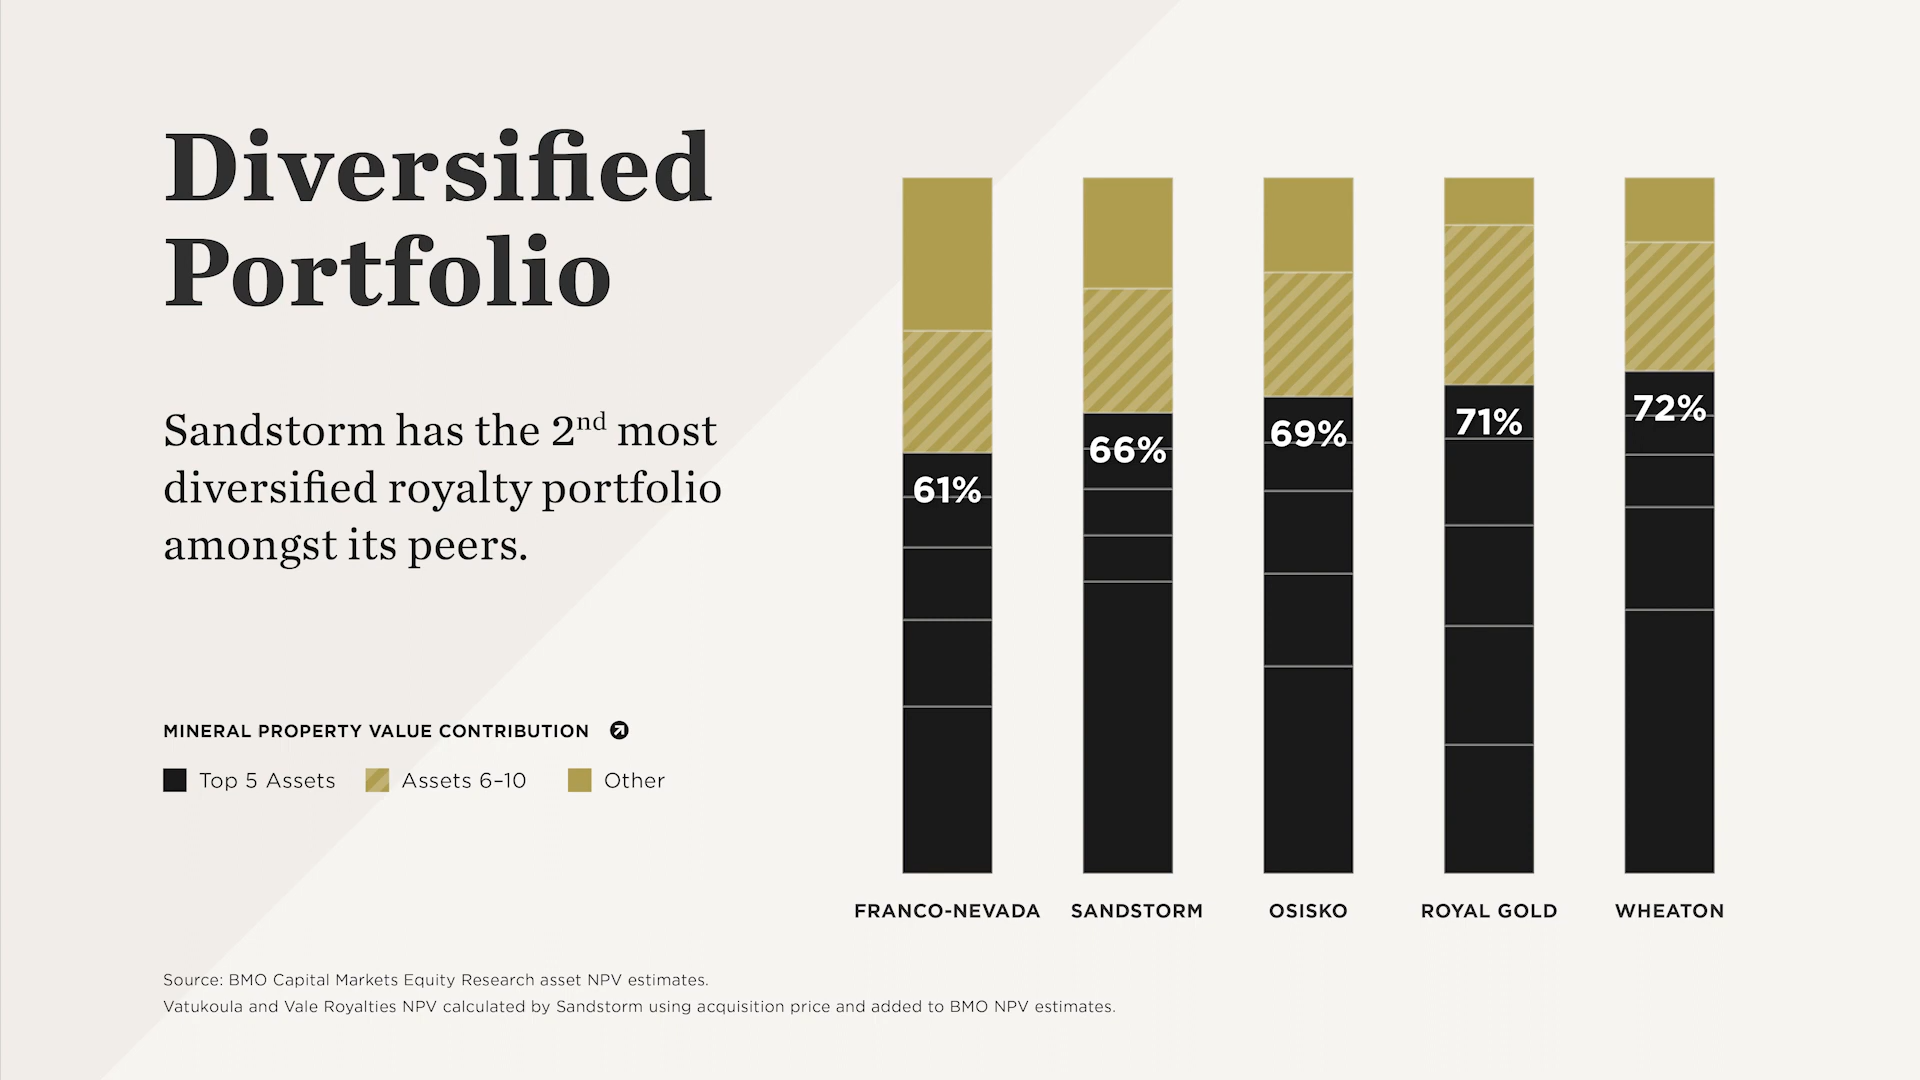 Diversified
Portfolio
Sandstorm has the 2nd most
diversified royalty portfolio
amongst its peers.
MINERAL PROPERTY VALUE CONTRIBUTION
Top 5 Assets Assets 6–10 Other
61% 66% 69% 71% 72%
FRANCO-NEVADA SANDSTORM OSISKO ROYAL GOLD WHEATON
Source: BMO Capital Markets Equity Research asset NPV estimates.
Vatukoula and Vale Royalties NPV calculated by Sandstorm using acquisition price and added to BMO NPV estimates.